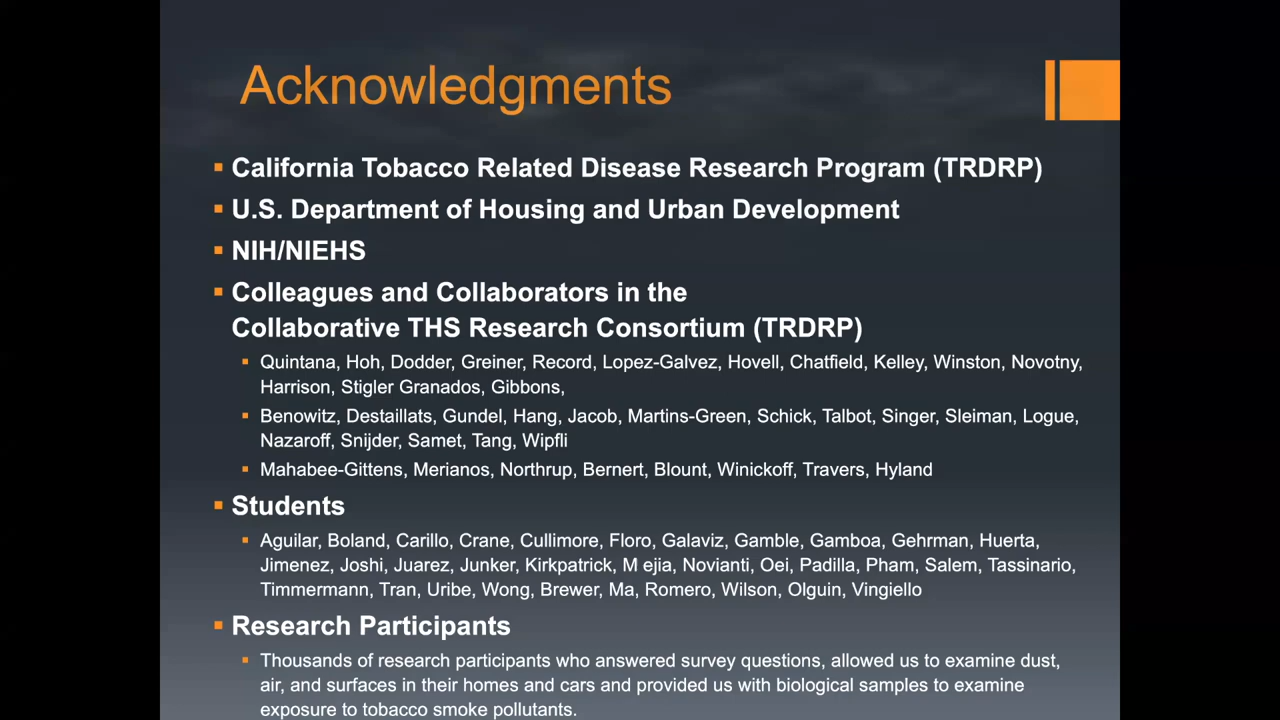 Acknowledgments
California Tobacco Related Disease Research Program (TRDRP)
U.S. Department of Housing and Urban Development
NIH/NIEHS
Colleagues and Collaborators in the
Collaborative THS Research Consortium (TRDRP)
Quintana, Hoh, Dodder, Greiner, Record, Lopez-Galvez, Hovell, Chatfield, Kelley, Winston, Novotny,
Harrison, Stigler Granados, Gibbons,
Benowitz, Destaillats, Gundel, Hang, Jacob, Martins-Green, Schick, Talbot, Singer, Sleiman, Logue,
Nazaroff, Snijder, Samet, Tang, Wipfli
Mahabee-Gittens, Merianos, Northrup, Bernert, Blount, Winickoff, Travers, Hyland
Students
Aguilar, Boland, Carillo, Crane, Cullimore, Floro, Galaviz, Gamble, Gamboa, Gehrman, Huerta,
Jimenez, Joshi, Juarez, Junker, Kirkpatrick, M ejia, Novianti, Oei, Padilla, Pham, Salem, Tassinario,
Timmermann, Tran, Uribe, Wong, Brewer, Ma, Romero, Wilson, Olguin, Vingiello
Research Participants
Thousands of research participants who answered survey questions, allowed us to examine dust,
air, and surfaces in their homes and cars and provided us with biological samples to examine
exposure to tobacco smoke pollutants.